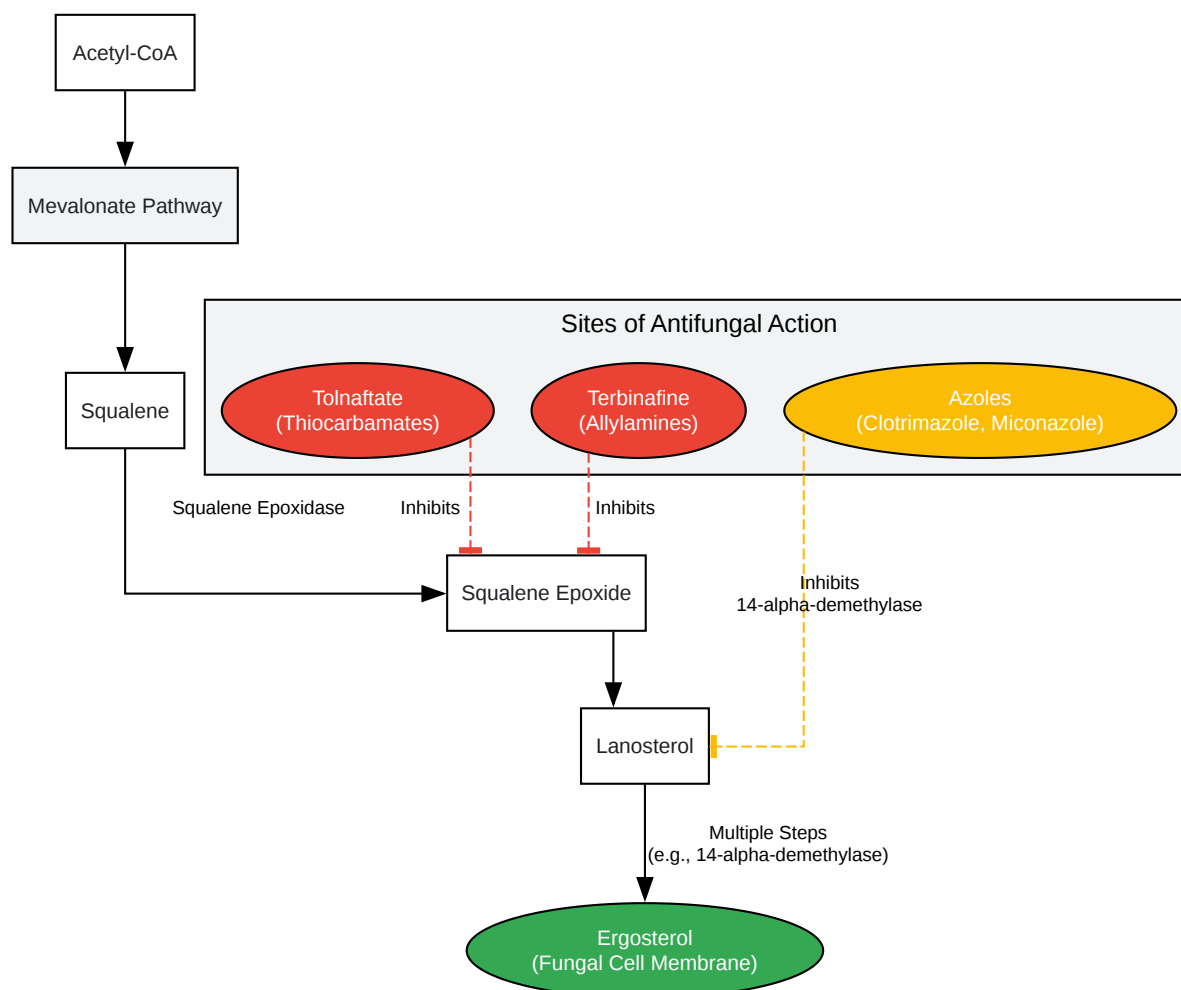 Acetyl-CoA
Mevalonate Pathway
Sites of Antifungal Action
Squalene
Tolnaftate
(Thiocarbamates)
Terbinafine
(Allylamines)
Azoles
(Clotrimazole, Miconazole)
Squalene Epoxidase
Inhibits
Inhibits
Squalene Epoxide
Inhibits
14-alpha-demethylase
Lanosterol
Multiple Steps
(e.g., 14-alpha-demethylase)
Ergosterol
(Fungal Cell Membrane)